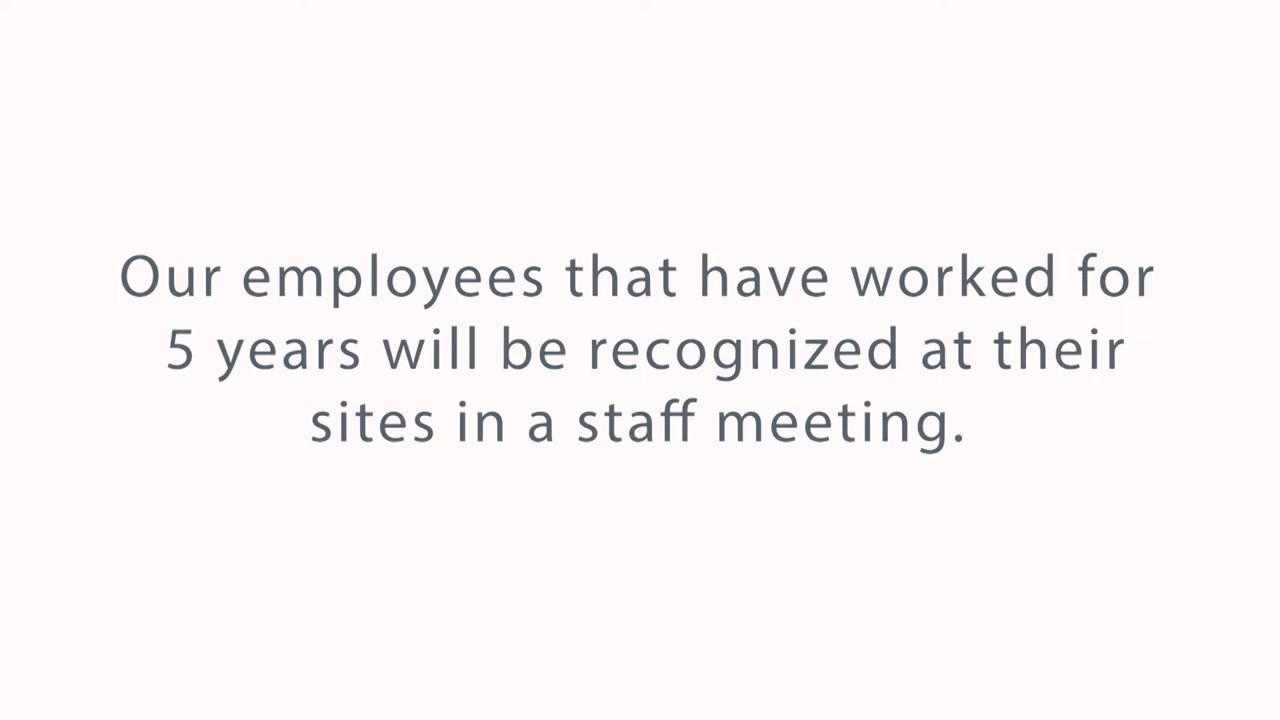 Our employees that have worked for
5 years will be recognized at their
sites in a staff meeting.